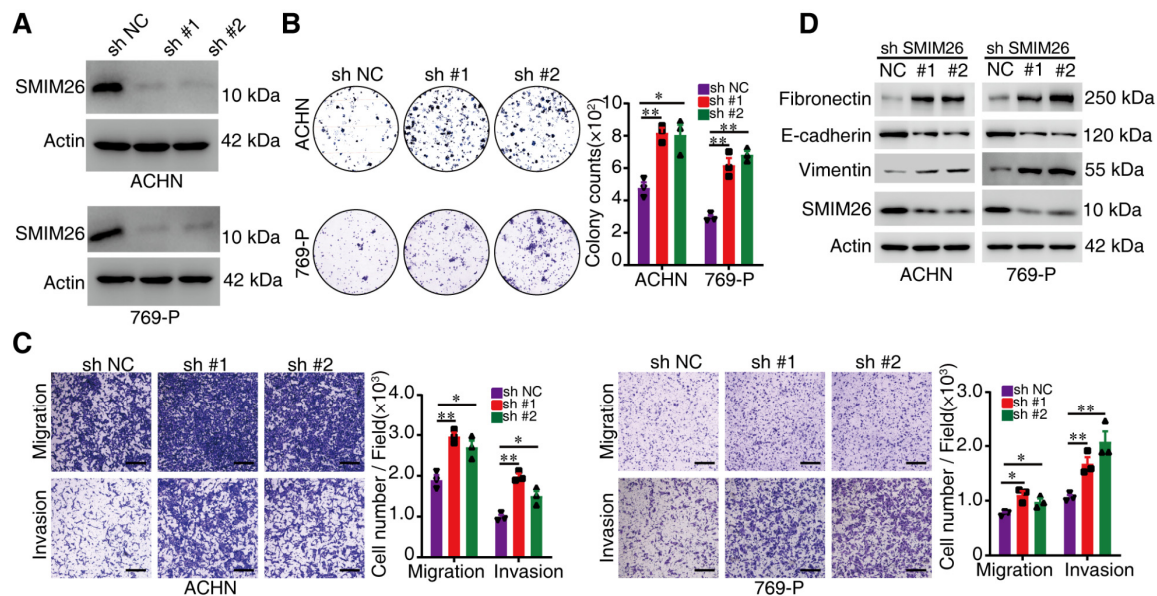 A
sh NC
sh #1
sh #2
SMIM26
10 kDa
Actin
42 kDa
ACHN
SMIM26
10 kDa
Actin
42 kDa
769-P
B
sh NC
sh #1
sh #2
ACHN
769-P
Colony counts(×10²)
10
8
6
4
2
0
sh NC
sh #1
sh #2
*
**
**
**
ACHN
769-P
D
sh SMIM26
sh SMIM26
NC #1 #2
NC #1 #2
Fibronectin
250 kDa
E-cadherin
120 kDa
Vimentin
55 kDa
SMIM26
10 kDa
Actin
42 kDa
ACHN
769-P
C
sh NC
sh #1
sh #2
Migration
Invasion
ACHN
Cell number / Field(×10³)
4.0
3.0
2.0
1.0
0
sh NC
sh #1
sh #2
*
**
*
**
Migration
Invasion
sh NC
sh #1
sh #2
Migration
Invasion
769-P
Cell number / Field(×10³)
3.0
2.0
1.0
0
sh NC
sh #1
sh #2
*
*
**
**
Migration
Invasion